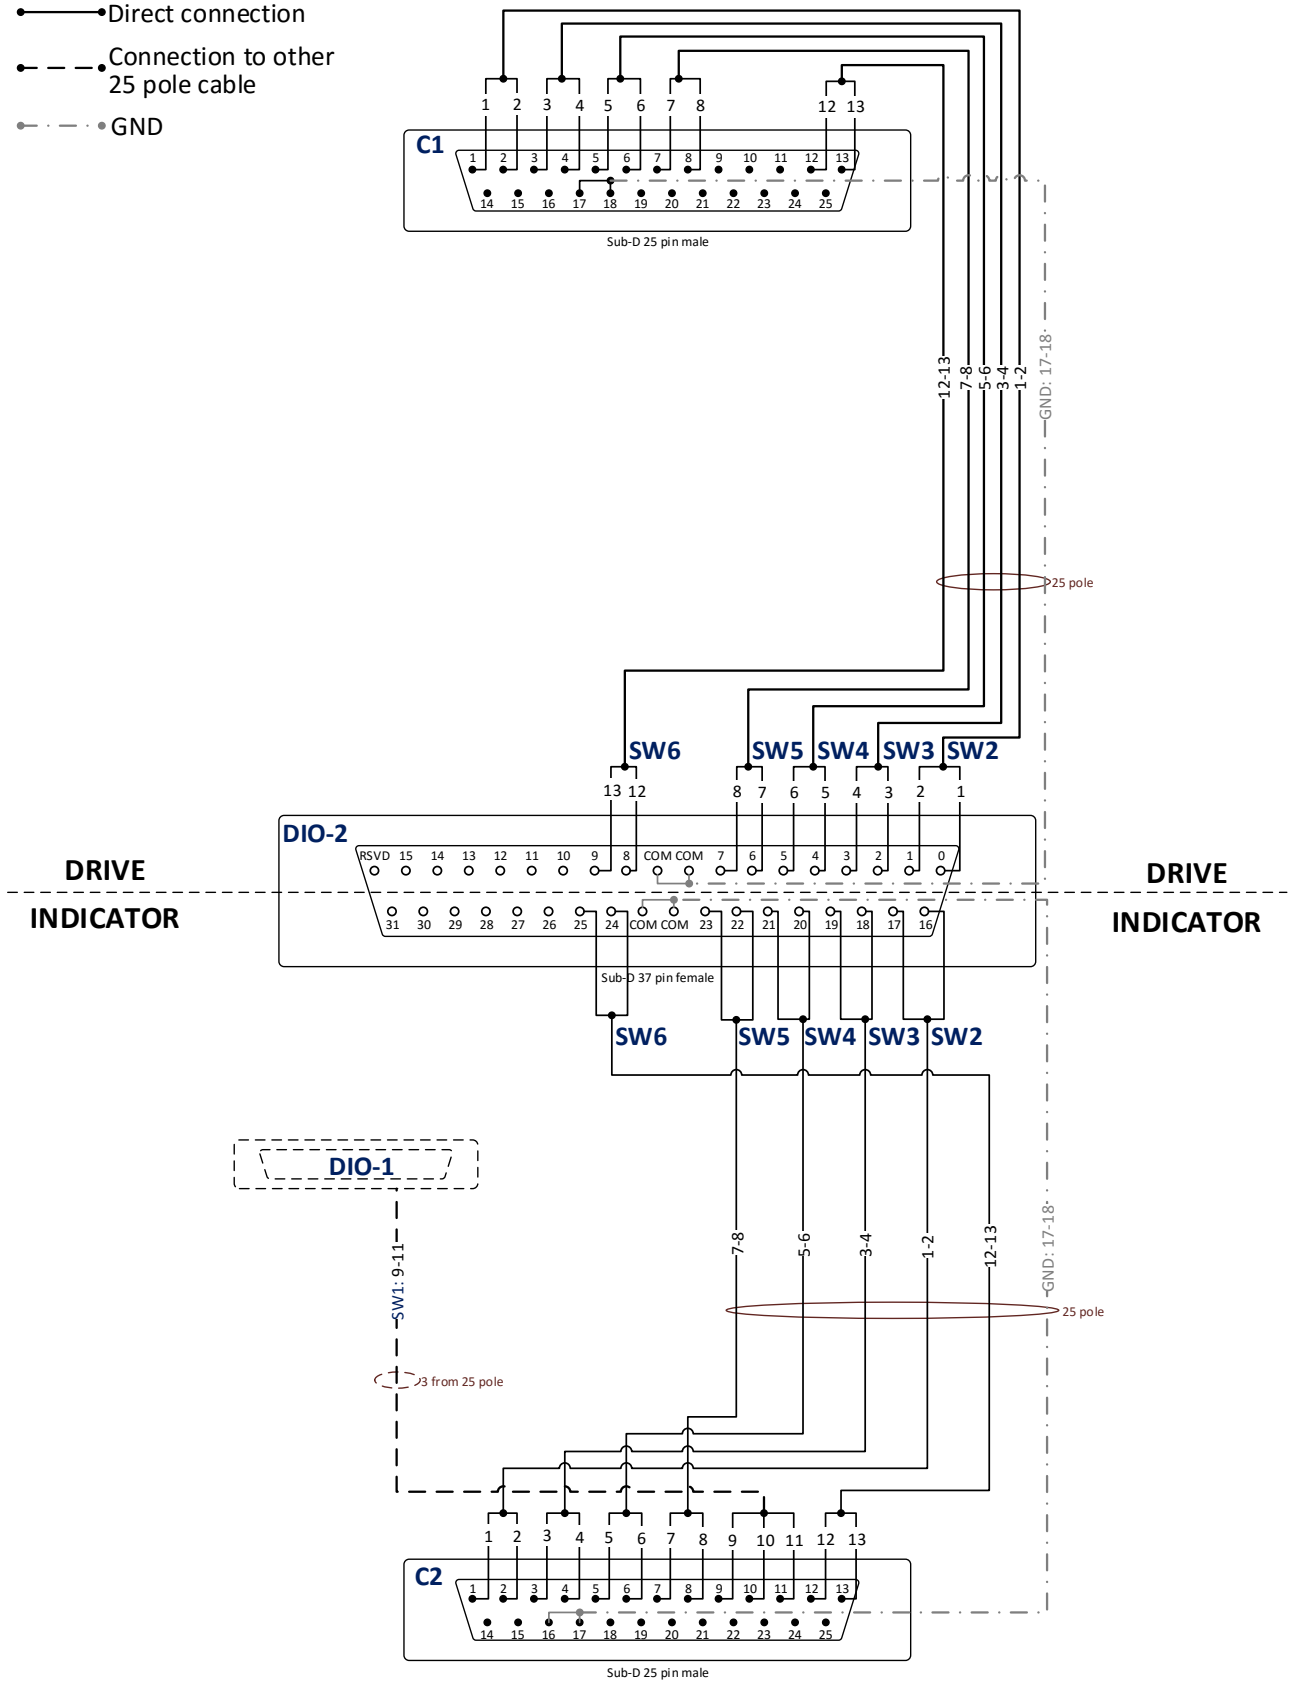 Direct connection
Connection to other
25 pole cable
GND
1 2 3 4 5 6 7 8 12 13
C1
1 2 3 4 5 6 7 8 9 10 11 12 13
14 15 16 17 18 19 20 21 22 23 24 25
Sub-D 25 pin male
12-13
7-8
5-6
3-4
1-2
GND: 17-18
25 pole
SW6 SW5 SW4 SW3 SW2
13 12 8 7 6 5 4 3 2 1
DIO-2
RSVD 15 14 13 12 11 10 9 8 COM COM 7 6 5 4 3 2 1 0
DRIVE
DRIVE
INDICATOR
INDICATOR
31 30 29 28 27 26 25 24 COM COM 23 22 21 20 19 18 17 16
Sub-D 37 pin female
SW6 SW5 SW4 SW3 SW2
DIO-1
SW1: 9-11
7-8
5-6
3-4
1-2
12-13
GND: 17-18
25 pole
3 from 25 pole
1 2 3 4 5 6 7 8 9 10 11 12 13
C2
1 2 3 4 5 6 7 8 9 10 11 12 13
14 15 16 17 18 19 20 21 22 23 24 25
Sub-D 25 pin male